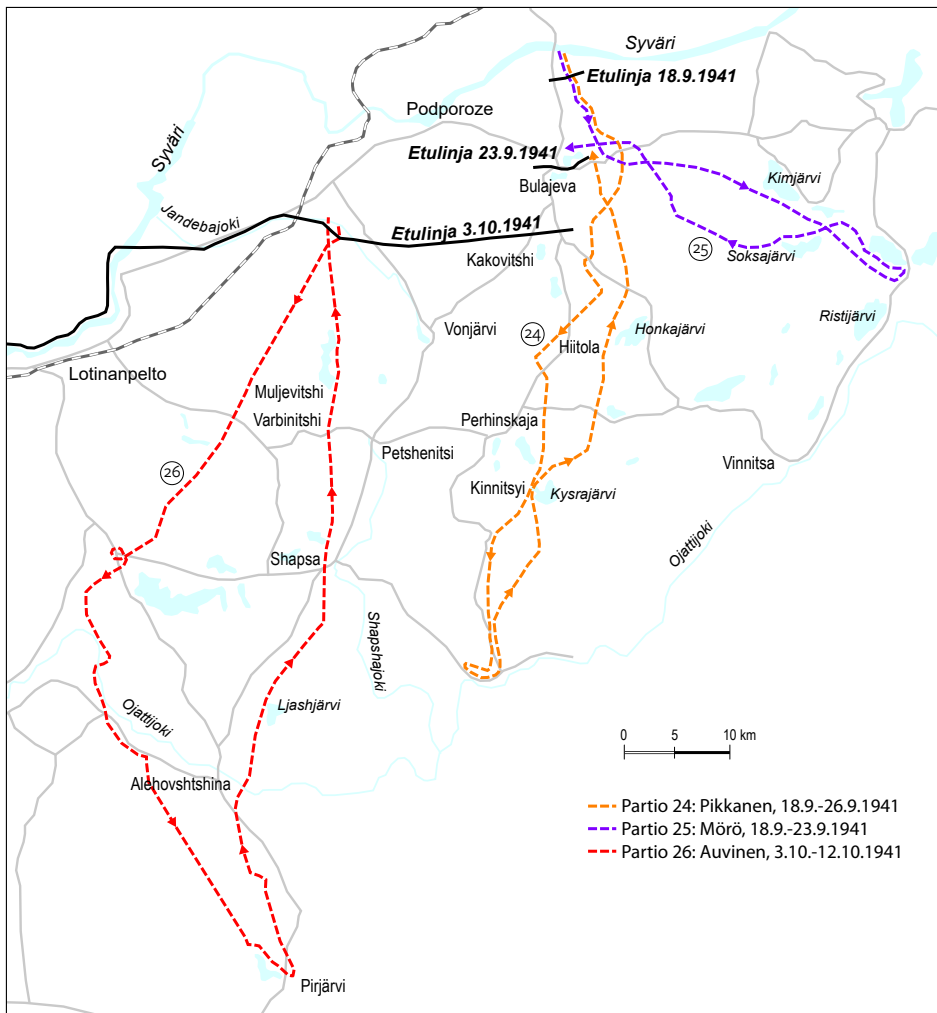 Syväri
Etulinja 18.9.1941
Podporoze
Syväri
Etulinja 23.9.1941
Bulajeva
Kimjärvi
Jandebajoki
Etulinja 3.10.1941
Kakovitshi
25
Soksajärvi
Ristijärvi
Vonjärvi
24
Hiitola
Honkajärvi
Lotinanpelto
Muljevitshi
Varbinitshi
Perhinskaja
Petshenitsi
Vinnitsa
26
Kinnitsyi
Kysrajärvi
Ojattijoki
Shapsa
Shapshajoki
Ojattijoki
Ljashjärvi
0 5 10 km
Alehovshtshina
Partio 24: Pikkanen, 18.9.-26.9.1941
Partio 25: Mörö, 18.9.-23.9.1941
Partio 26: Auvinen, 3.10.-12.10.1941
Pirjärvi